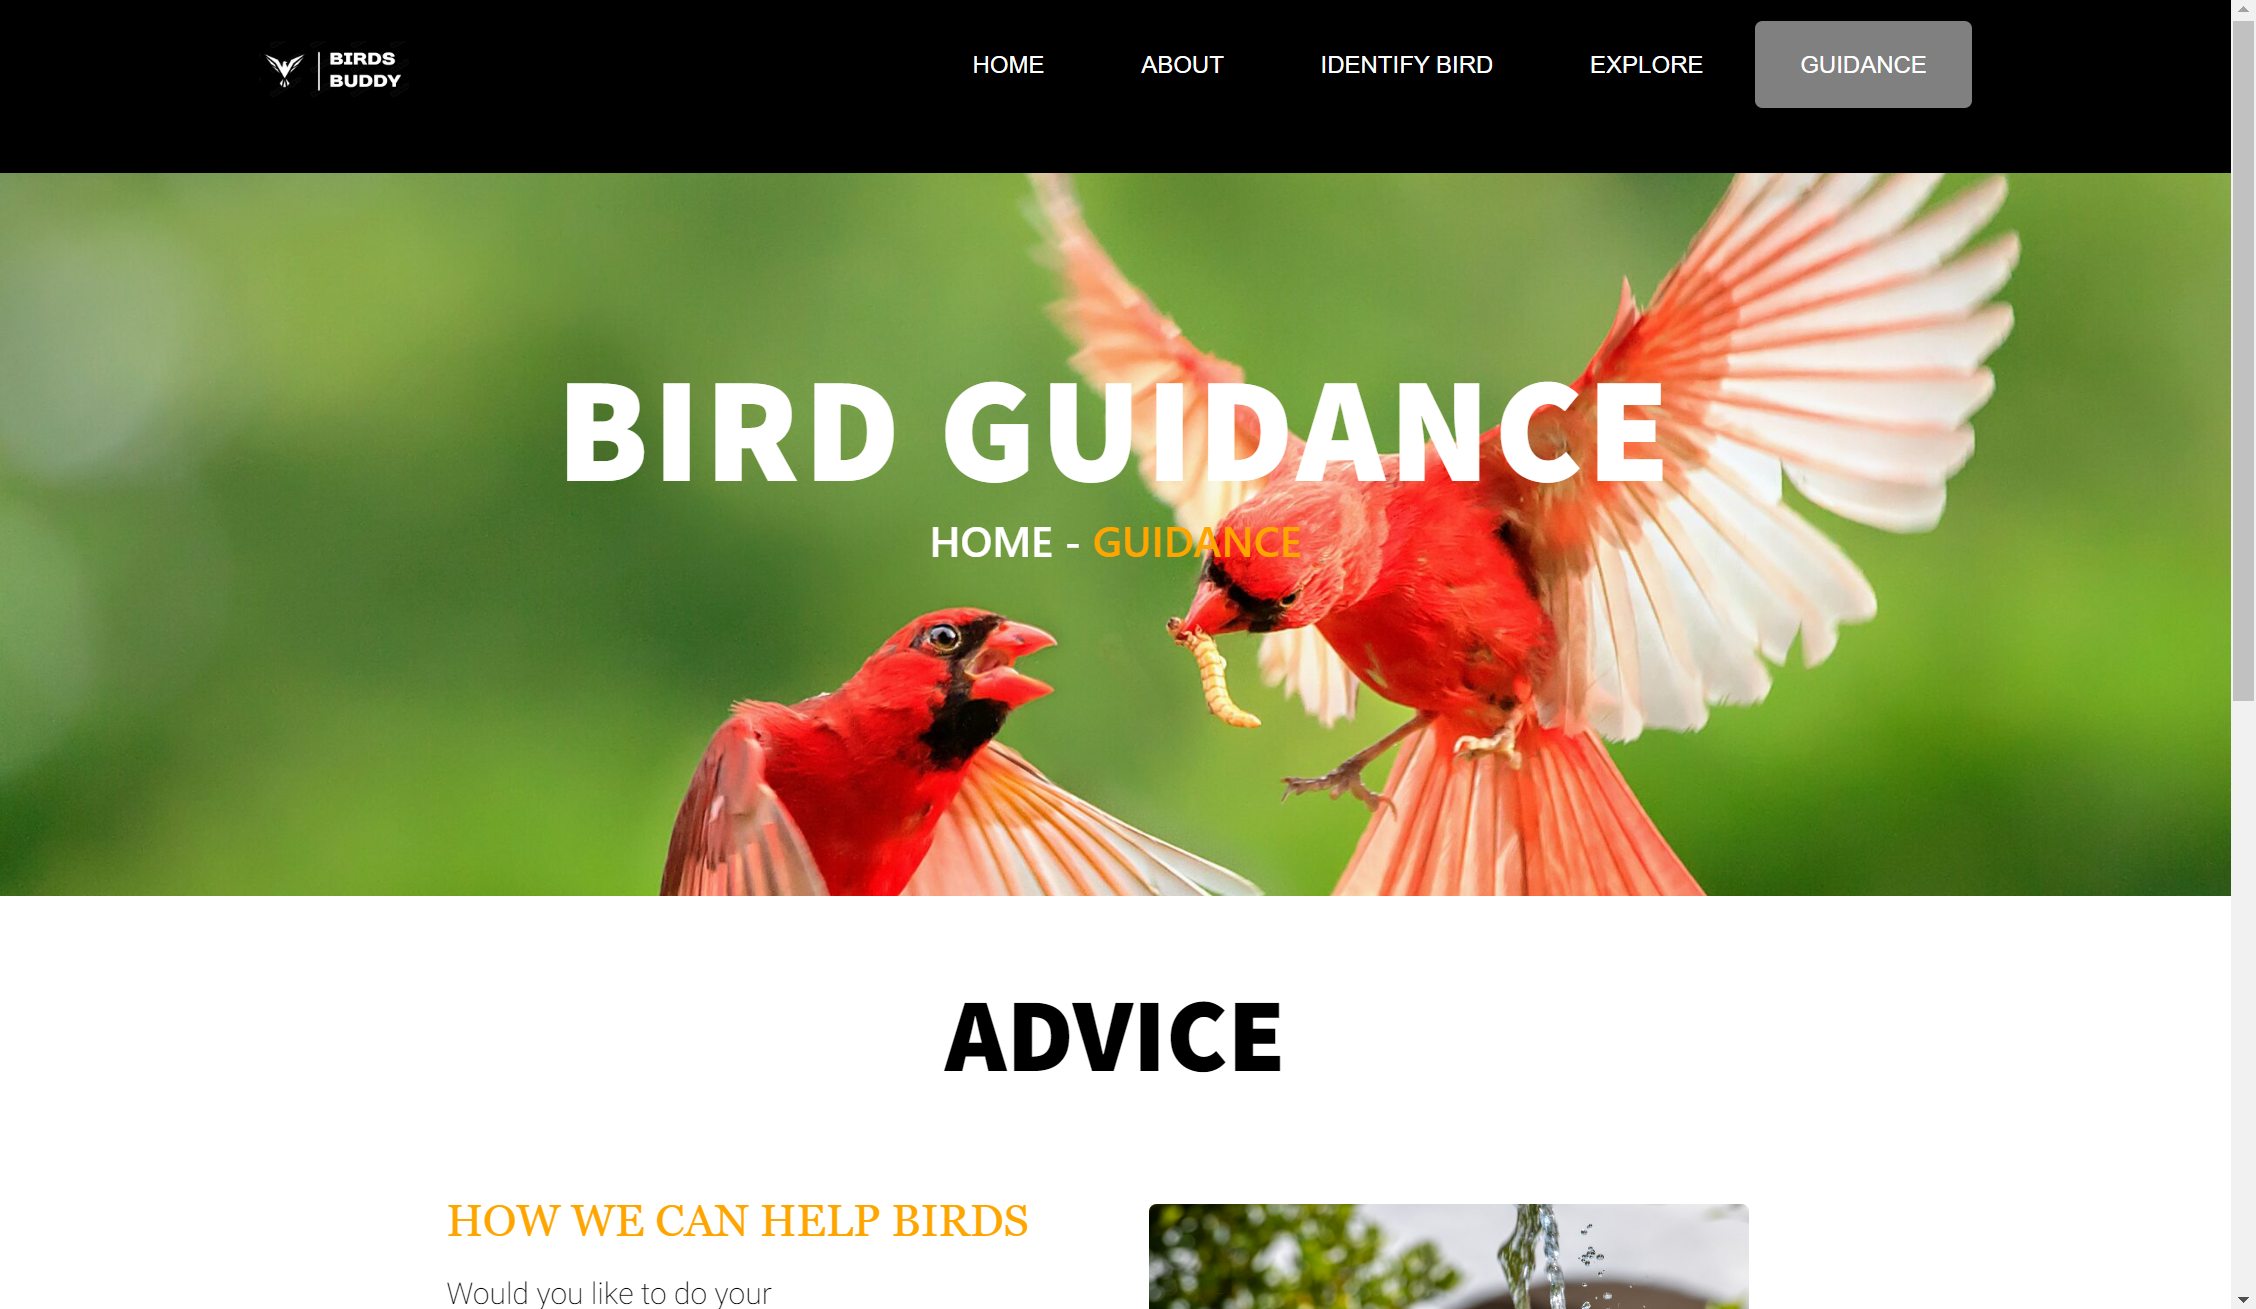 BIRDS
BUDDY
HOME ABOUT IDENTIFY BIRD EXPLORE GUIDANCE
BIRD GUIDANCE
HOME - GUIDANCE
ADVICE
HOW WE CAN HELP BIRDS
Would you like to do your